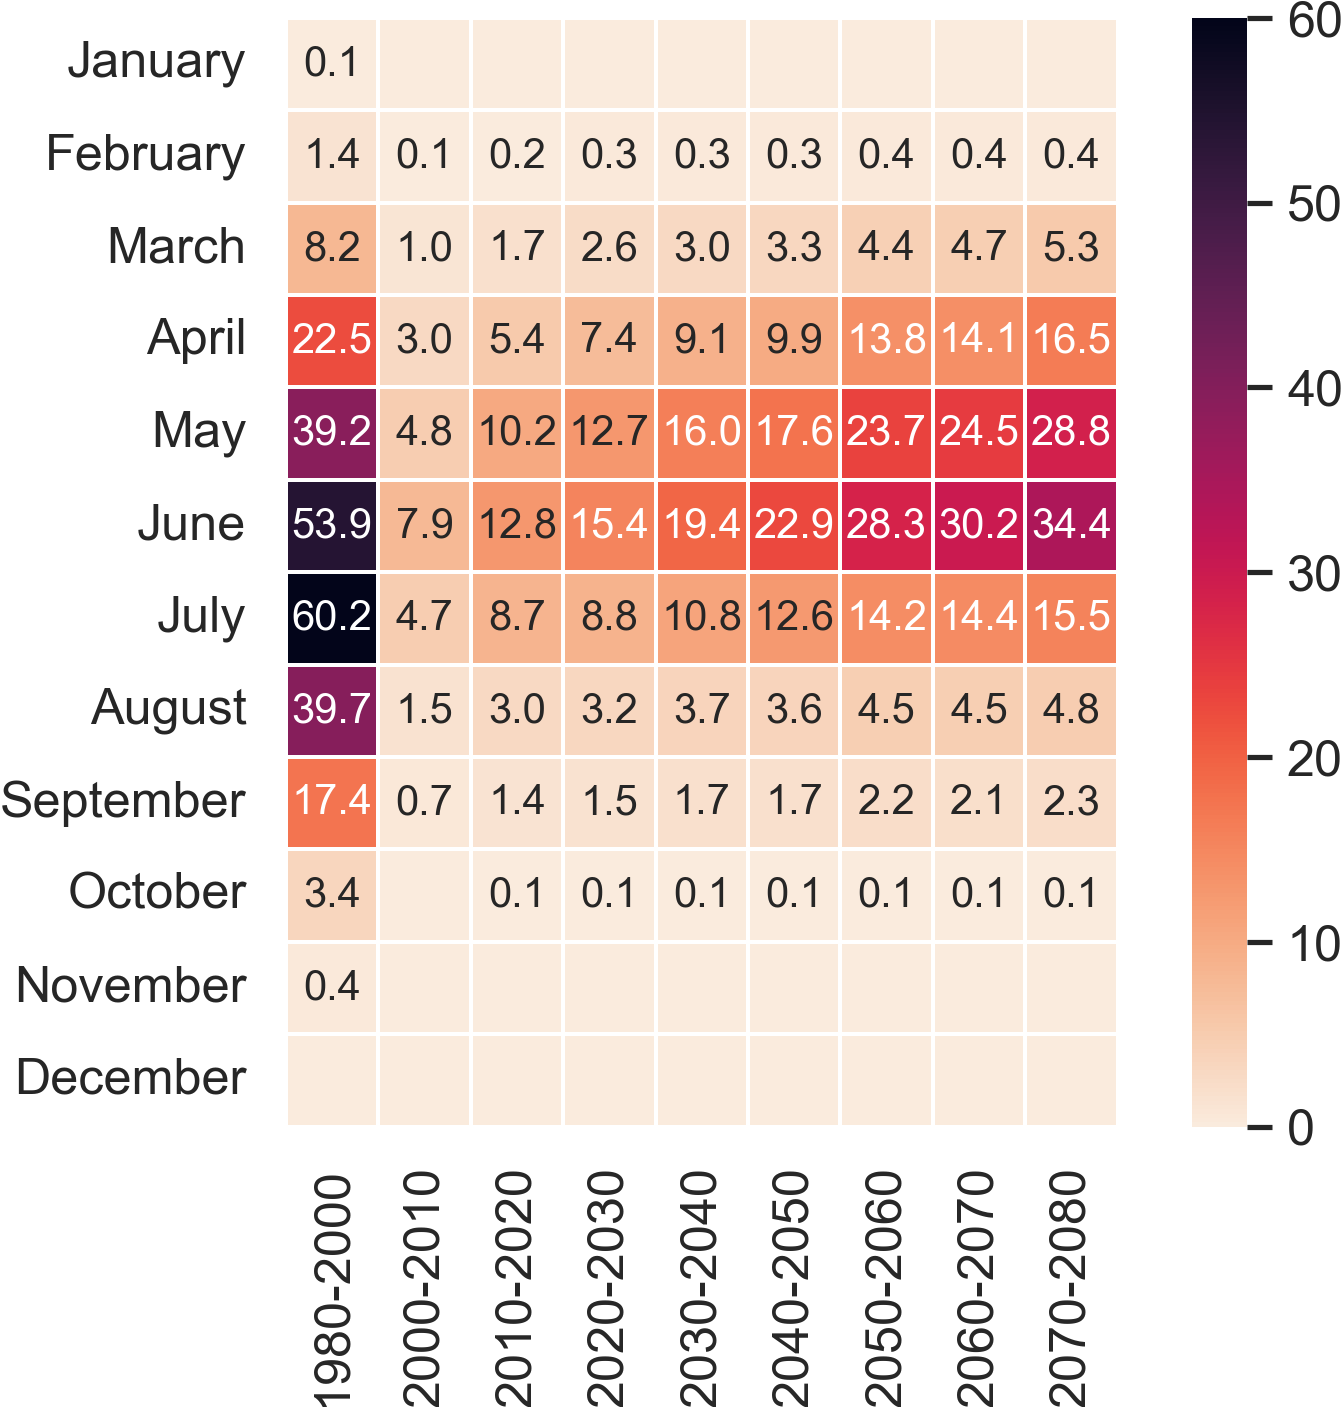 January 0.1
February 1.4 0.1 0.2 0.3 0.3 0.3 0.4 0.4 0.4
March 8.2 1.0 1.7 2.6 3.0 3.3 4.4 4.7 5.3
April 22.5 3.0 5.4 7.4 9.1 9.9 13.8 14.1 16.5
May 39.2 4.8 10.2 12.7 16.0 17.6 23.7 24.5 28.8
June 53.9 7.9 12.8 15.4 19.4 22.9 28.3 30.2 34.4
July 60.2 4.7 8.7 8.8 10.8 12.6 14.2 14.4 15.5
August 39.7 1.5 3.0 3.2 3.7 3.6 4.5 4.5 4.8
September 17.4 0.7 1.4 1.5 1.7 1.7 2.2 2.1 2.3
October 3.4 0.1 0.1 0.1 0.1 0.1 0.1 0.1
November 0.4
December
1980-2000
2000-2010
2010-2020
2020-2030
2030-2040
2040-2050
2050-2060
2060-2070
2070-2080
60
50
40
30
20
10
0